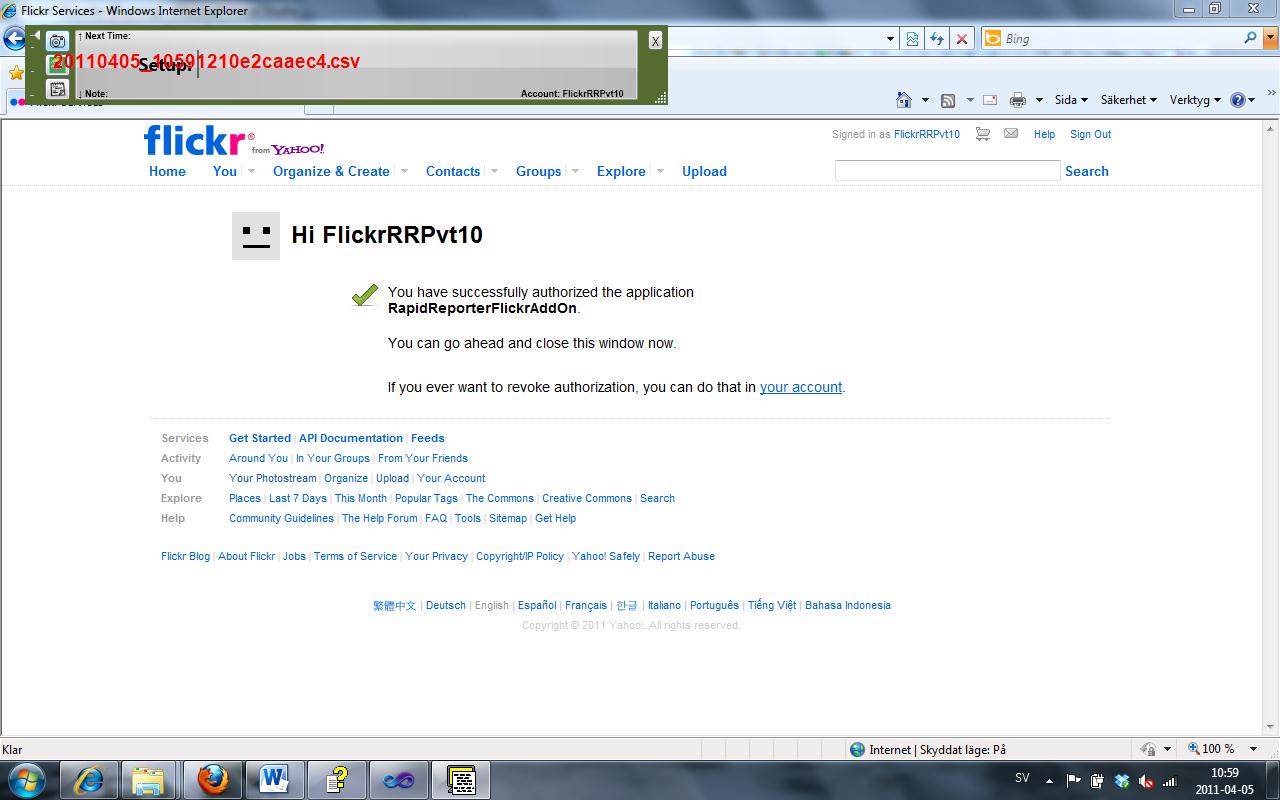 Flickr Services - Windows Internet Explorer
↑ Next Time:
X
Setup:
20110405_10591210e2caaec4.csv
↓ Note:
Account: FlickrRRPvt10
Bing
Flickr Services
Sida Säkerhet Verktyg
flickr® from YAHOO!
Signed in as FlickrRRPvt10 Help Sign Out
Home You Organize & Create Contacts Groups Explore Upload Search
Hi FlickrRRPvt10
You have successfully authorized the application
RapidReporterFlickrAddOn.
You can go ahead and close this window now.
If you ever want to revoke authorization, you can do that in your account.
Services Get Started | API Documentation | Feeds
Activity Around You | In Your Groups | From Your Friends
You Your Photostream | Organize | Upload | Your Account
Explore Places | Last 7 Days | This Month | Popular Tags | The Commons | Creative Commons | Search
Help Community Guidelines | The Help Forum | FAQ | Tools | Sitemap | Get Help
Flickr Blog | About Flickr | Jobs | Terms of Service | Your Privacy | Copyright/IP Policy | Yahoo! Safely | Report Abuse
繁體中文 | Deutsch | English | Español | Français | 한글 | Italiano | Português | Tiếng Việt | Bahasa Indonesia
Copyright © 2011 Yahoo!. All rights reserved.
Klar
Internet | Skyddat läge: På
100 %
SV
10:59
2011-04-05